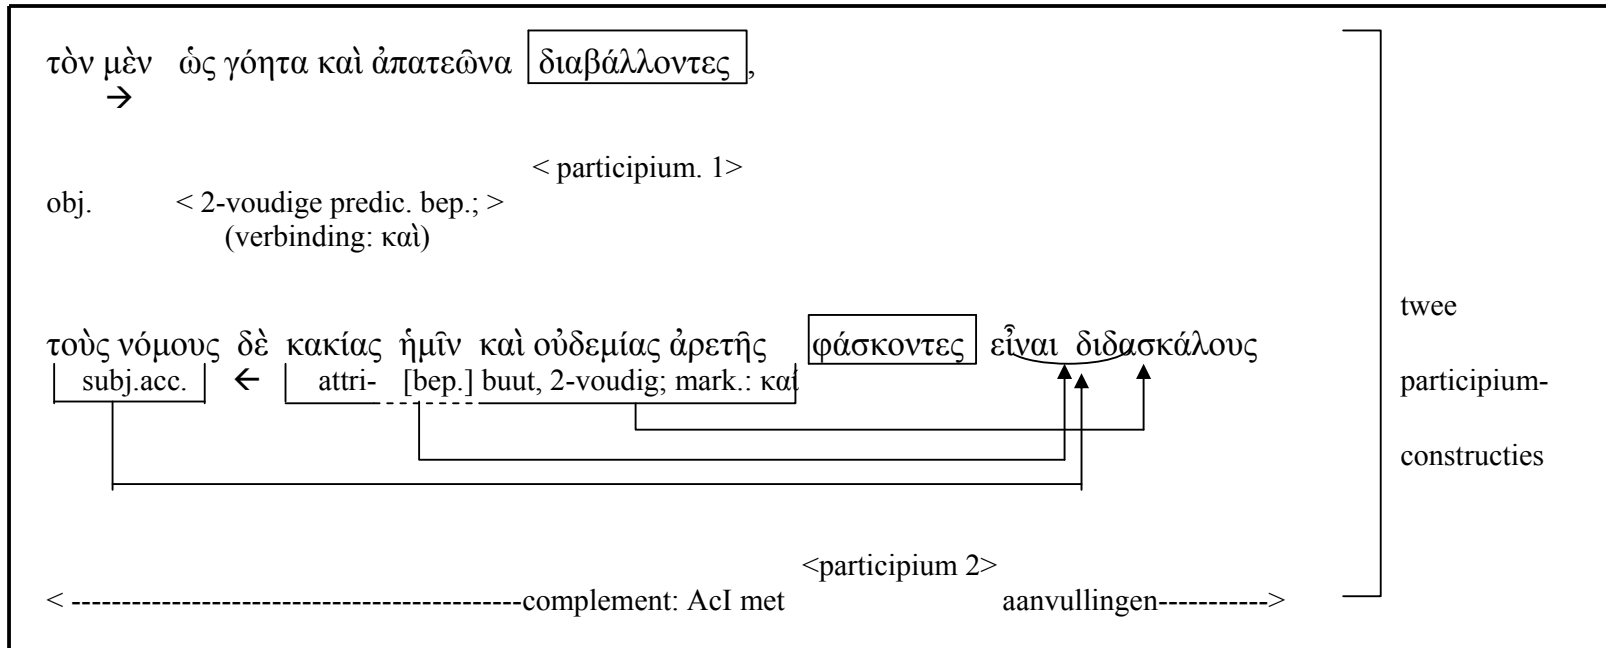 τὸν μὲν ὡς γόητα καὶ ἀπατεῶνα διαβάλλοντες,
→
< participium. 1>
obj. < 2-voudige predic. bep.; >
(verbinding: καὶ)
τοὺς νόμους δὲ κακίας ἡμῖν καὶ οὐδεμίας ἀρετῆς φάσκοντες εἶναι διδασκάλους
subj.acc. ← attri- [bep.] buut, 2-voudig; mark.: καί
<participium 2>
< ------------------------------------------complement: AcI met aanvullingen----------->
twee
participium-
constructies